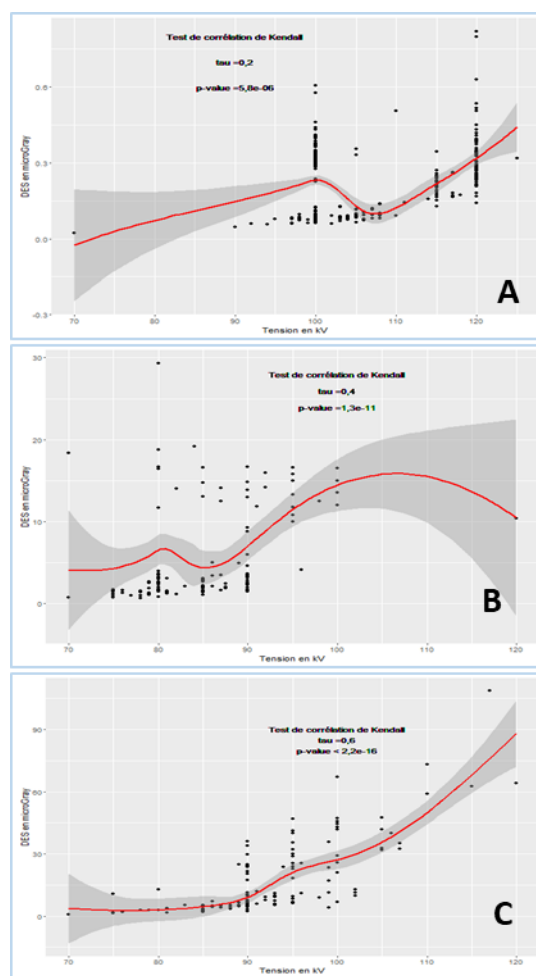 Test de corrélation de Kendall
tau =0,2
p-value =5,8e-06
DES en microGray
0.6
0.3
0.0
-0.3
70
80
90
100
110
120
Tension en kV
A
Test de corrélation de Kendall
tau =0,4
p-value =1,3e-11
DES en microGray
30
20
10
0
70
80
90
100
110
120
Tension en kV
B
Test de corrélation de Kendall
tau =0,6
p-value < 2,2e-16
DES en microGray
90
60
30
0
70
80
90
100
110
120
Tension en kV
C